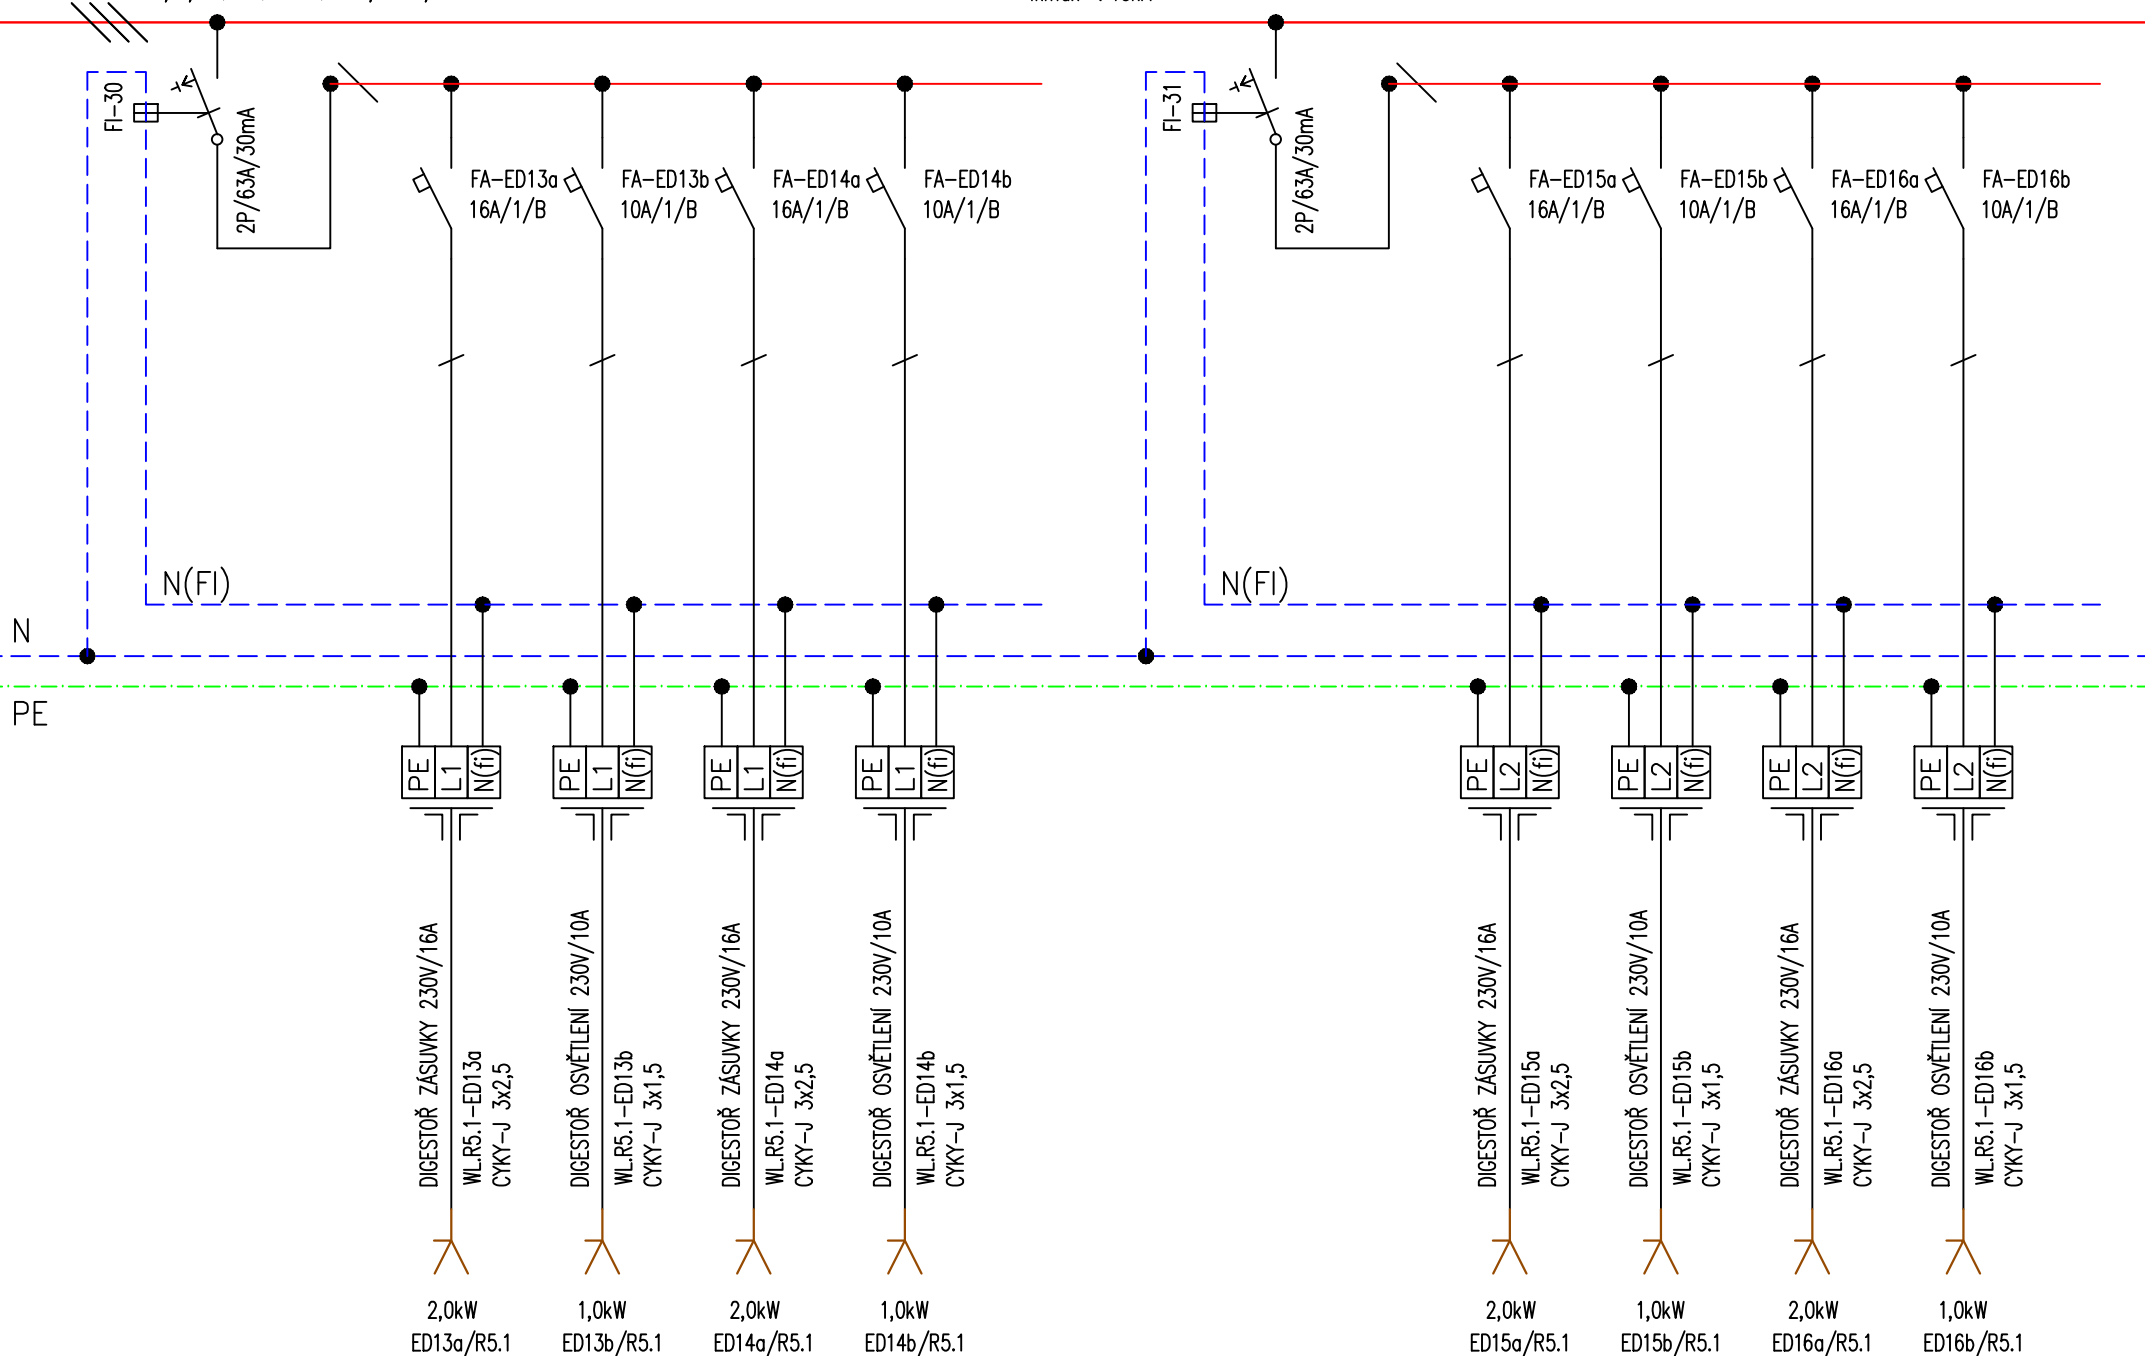 FI-30
2P/63A/30mA
FA-ED13a
16A/1/B
FA-ED13b
10A/1/B
FA-ED14a
16A/1/B
FA-ED14b
10A/1/B
FI-31
2P/63A/30mA
FA-ED15a
16A/1/B
FA-ED15b
10A/1/B
FA-ED16a
16A/1/B
FA-ED16b
10A/1/B
N(FI)
N(FI)
N
PE
PE L1 N(fi)
PE L1 N(fi)
PE L1 N(fi)
PE L1 N(fi)
PE L2 N(fi)
PE L2 N(fi)
PE L2 N(fi)
PE L2 N(fi)
DIGESTOŘ ZÁSUVKY 230V/16A
WL.R5.1-ED13a
CYKY-J 3x2,5
DIGESTOŘ OSVĚTLENÍ 230V/10A
WL.R5.1-ED13b
CYKY-J 3x1,5
DIGESTOŘ ZÁSUVKY 230V/16A
WL.R5.1-ED14a
CYKY-J 3x2,5
DIGESTOŘ OSVĚTLENÍ 230V/10A
WL.R5.1-ED14b
CYKY-J 3x1,5
DIGESTOŘ ZÁSUVKY 230V/16A
WL.R5.1-ED15a
CYKY-J 3x2,5
DIGESTOŘ OSVĚTLENÍ 230V/10A
WL.R5.1-ED15b
CYKY-J 3x1,5
DIGESTOŘ ZÁSUVKY 230V/16A
WL.R5.1-ED16a
CYKY-J 3x2,5
DIGESTOŘ OSVĚTLENÍ 230V/10A
WL.R5.1-ED16b
CYKY-J 3x1,5
2,0kW
ED13a/R5.1
1,0kW
ED13b/R5.1
2,0kW
ED14a/R5.1
1,0kW
ED14b/R5.1
2,0kW
ED15a/R5.1
1,0kW
ED15b/R5.1
2,0kW
ED16a/R5.1
1,0kW
ED16b/R5.1